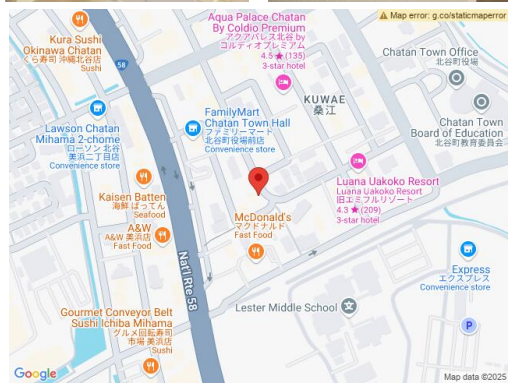 Map error: g.co/staticmaperror
Aqua Palace Chatan
By Coldio Premium
アクアパレス北谷 by
コルディオプレミアム
4.5 ★ (135)
3-star hotel
Kura Sushi
Okinawa Chatan
くら寿司 沖縄北谷店
Sushi
58
Chatan Town Office
北谷町役場
KUWAE
桑江
FamilyMart
Chatan Town Hall
ファミリーマート
北谷町役場前店
Convenience store
Lawson Chatan
Mihama 2-chome
ローソン 北谷
美浜二丁目店
Convenience store
Chatan Town
Board of Education
北谷町教育委員会
Kaisen Batten
海鮮 ばってん
Seafood
Luana Uakoko Resort
Luana Uakoko Resort
旧エミフルリゾート
4.3 ★ (209)
3-star hotel
McDonald's
マクドナルド
Fast Food
A&W
A&W 美浜店
Fast Food
Nat'l Rte 58
Express
エクスプレス
Convenience store
Lester Middle School
Gourmet Conveyor Belt
Sushi Ichiba Mihama
グルメ回転寿司
市場 美浜店
Sushi
P
Google
Map data ©2025